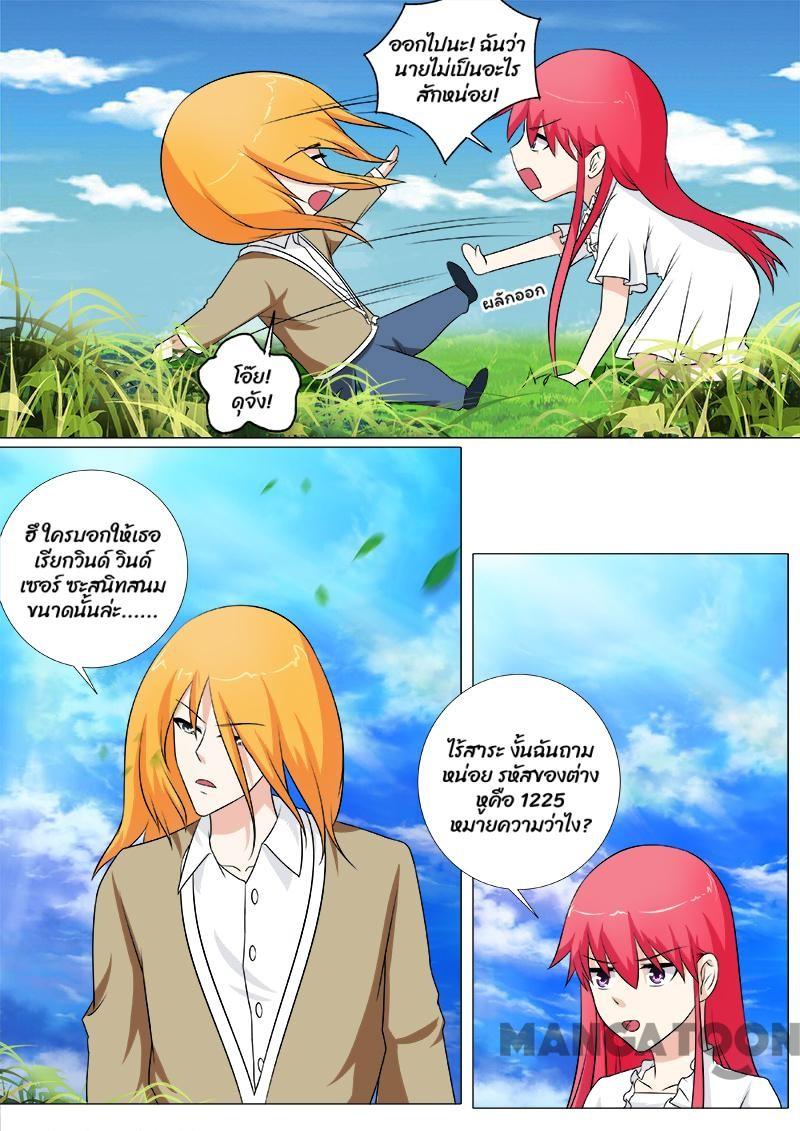 ออกไปนะ! ฉันว่า
นายไม่เป็นอะไร
สักหน่อย!
ผลักออก
โอ๊ย!
ดุจัง!
ฮึ ใครบอกให้เธอ
เรียกวินด์ วินด์
เซอร์ ซะสนิทสนม
ขนาดนั้นล่ะ......
ไร้สาระ งั้นฉันถาม
หน่อย รหัสของต่าง
หูคือ 1225
หมายความว่าไง?
MANGATOON